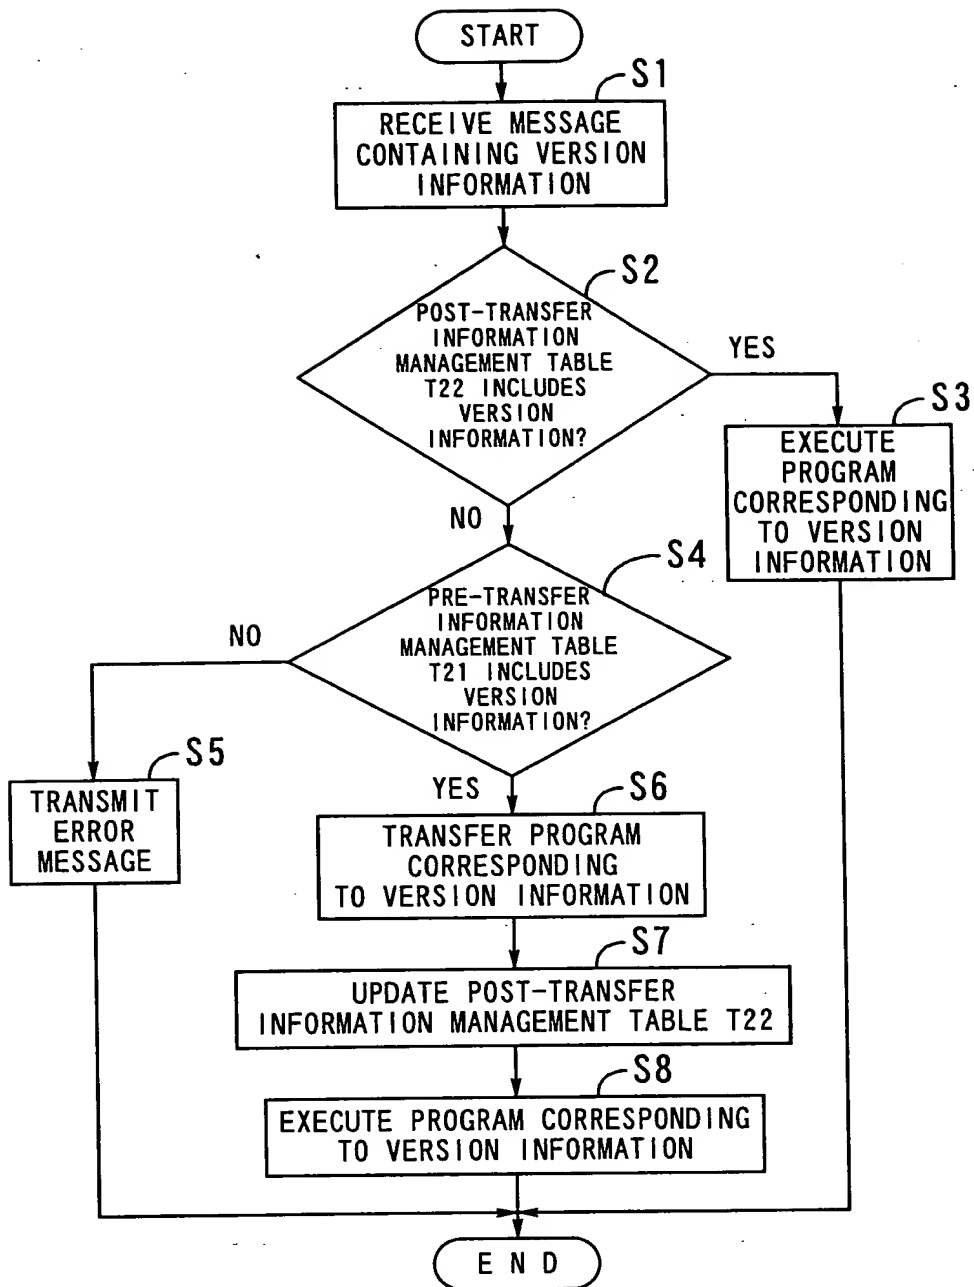 START
S1
RECEIVE MESSAGE
CONTAINING VERSION
INFORMATION
S2
POST-TRANSFER
INFORMATION
MANAGEMENT TABLE
T22 INCLUDES
VERSION
INFORMATION?
YES
S3
EXECUTE
PROGRAM
CORRESPONDING
TO VERSION
INFORMATION
NO
S4
PRE-TRANSFER
INFORMATION
MANAGEMENT TABLE
T21 INCLUDES
VERSION
INFORMATION?
NO
S5
TRANSMIT
ERROR
MESSAGE
YES
S6
TRANSFER PROGRAM
CORRESPONDING
TO VERSION INFORMATION
S7
UPDATE POST-TRANSFER
INFORMATION MANAGEMENT TABLE T22
S8
EXECUTE PROGRAM CORRESPONDING
TO VERSION INFORMATION
END